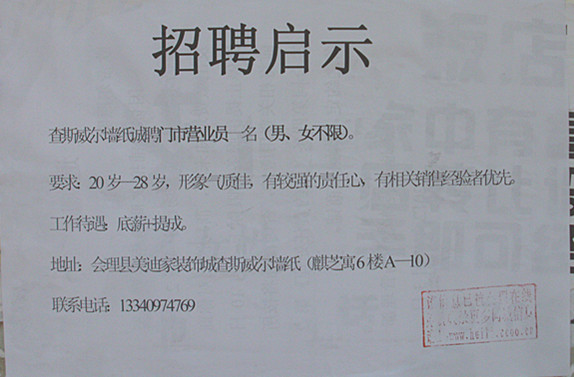 招聘启示
查斯威尔墙纸诚聘门市营业员一名（男、女不限）。
要求：20岁—28岁，形象气质佳，有较强的责任心，有相关销售经验者优先。
工作待遇：底薪+提成。
地址：会理县美迪家装饰城查斯威尔墙纸（麒芝寓6楼A—10）
联系电话：13340974769